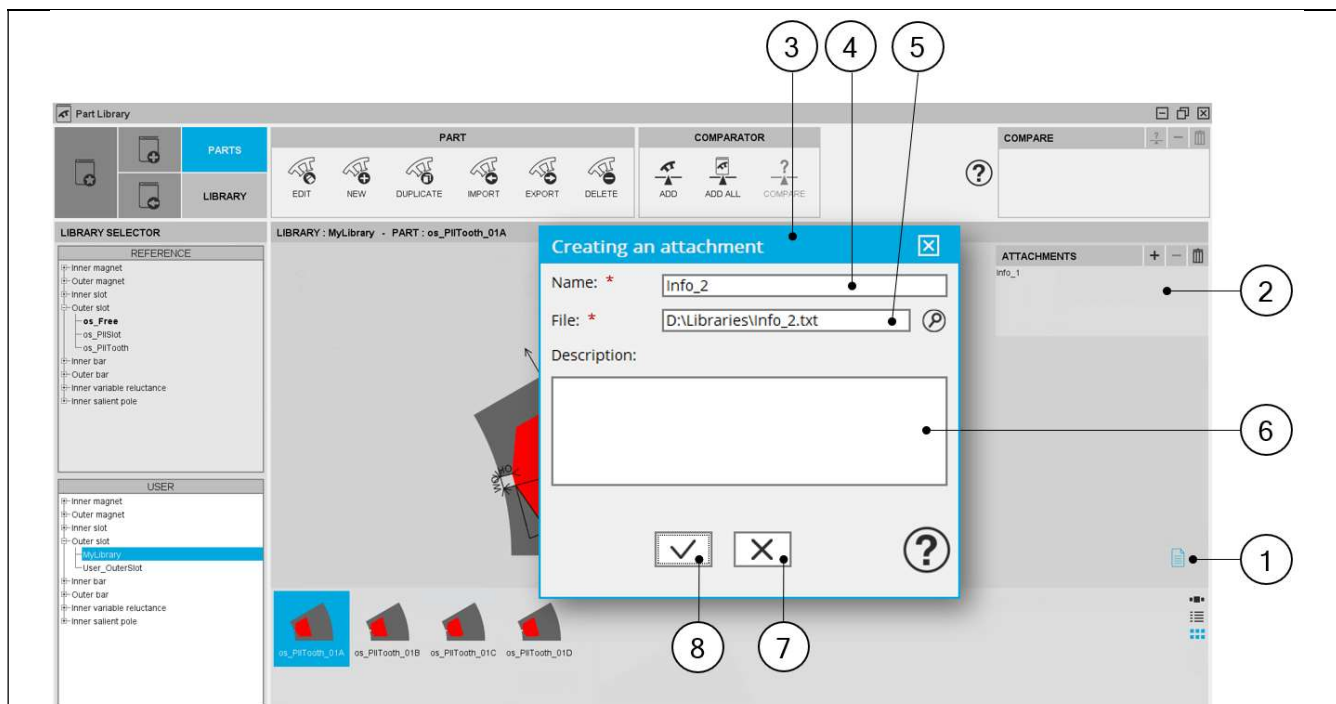 3 4 5
Part Library
PARTS
LIBRARY
PART
EDIT NEW DUPLICATE IMPORT EXPORT DELETE
COMPARATOR
ADD ADD ALL COMPARE
?
COMPARE
LIBRARY SELECTOR
REFERENCE
Inner magnet
Outer magnet
Inner slot
Outer slot
os_Free
os_PllSlot
os_PllTooth
Inner bar
Outer bar
Inner variable reluctance
Inner salient pole
USER
Inner magnet
Outer magnet
Inner slot
Outer slot
MyLibrary
User_OuterSlot
Inner bar
Outer bar
Inner variable reluctance
Inner salient pole
LIBRARY : MyLibrary - PART : os_PllTooth_01A
Creating an attachment
Name: *
Info_2
File: *
D:\Libraries\Info_2.txt
Description:
?
ATTACHMENTS + −
Info_1
2
6
1
8 7
os_PllTooth_01A os_PllTooth_01B os_PllTooth_01C os_PllTooth_01D